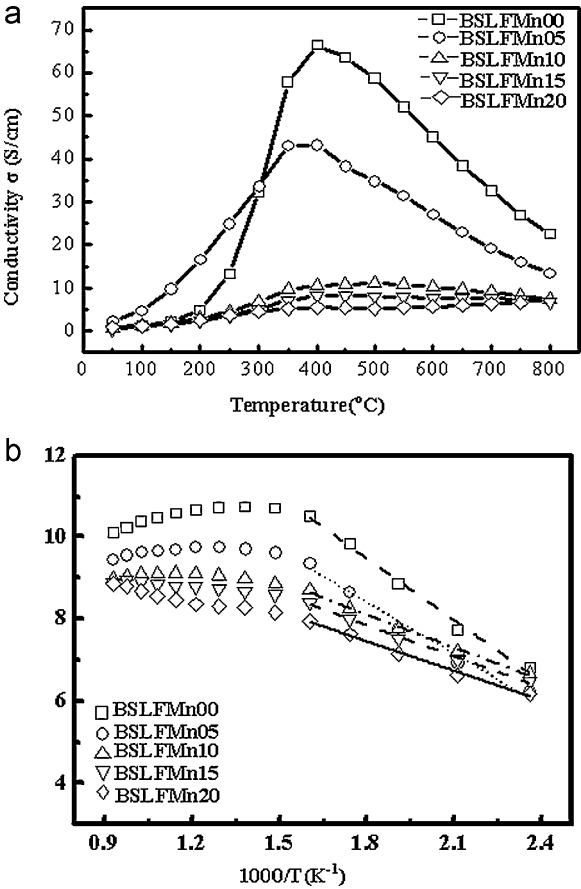 a
BSLFMn00
BSLFMn05
BSLFMn10
BSLFMn15
BSLFMn20
Conductivity σ (S/cm)
70
60
50
40
30
20
10
0
0 100 200 300 400 500 600 700 800
Temperature(°C)
b
12
10
8
6
4
BSLFMn00
BSLFMn05
BSLFMn10
BSLFMn15
BSLFMn20
0.9 1.2 1.5 1.8 2.1 2.4
1000/T(K⁻¹)